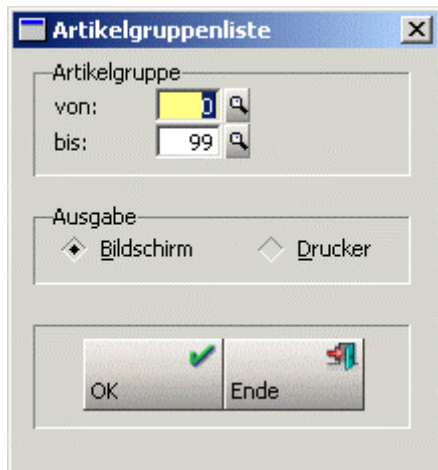 Artikelgruppenliste
Artikelgruppe
von: 0
bis: 99
Ausgabe
Bildschirm Drucker
OK Ende